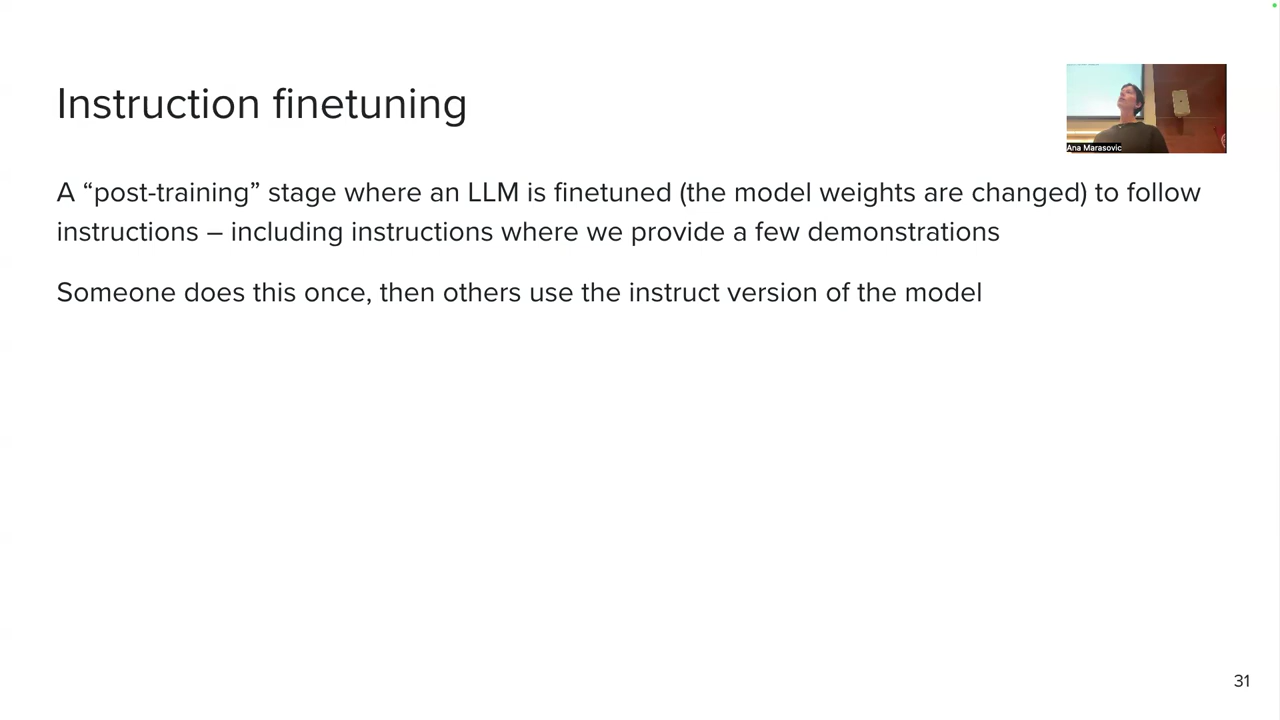 Instruction finetuning
Ana Marasovic
A “post-training” stage where an LLM is finetuned (the model weights are changed) to follow
instructions – including instructions where we provide a few demonstrations
Someone does this once, then others use the instruct version of the model
31